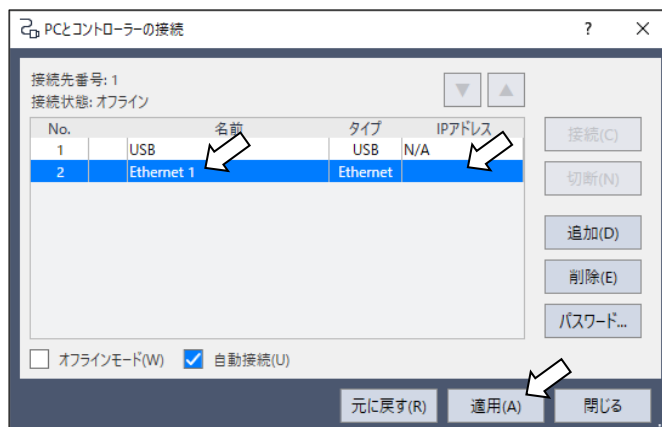 PCとコントローラーの接続 ? ×
接続先番号: 1
接続状態: オフライン
▼ ▲
No. 名前 タイプ IPアドレス
1 USB USB N/A
2 Ethernet 1 Ethernet
接続(C)
切断(N)
追加(D)
削除(E)
パスワード...
オフラインモード(W) 自動接続(U)
元に戻す(R) 適用(A) 閉じる